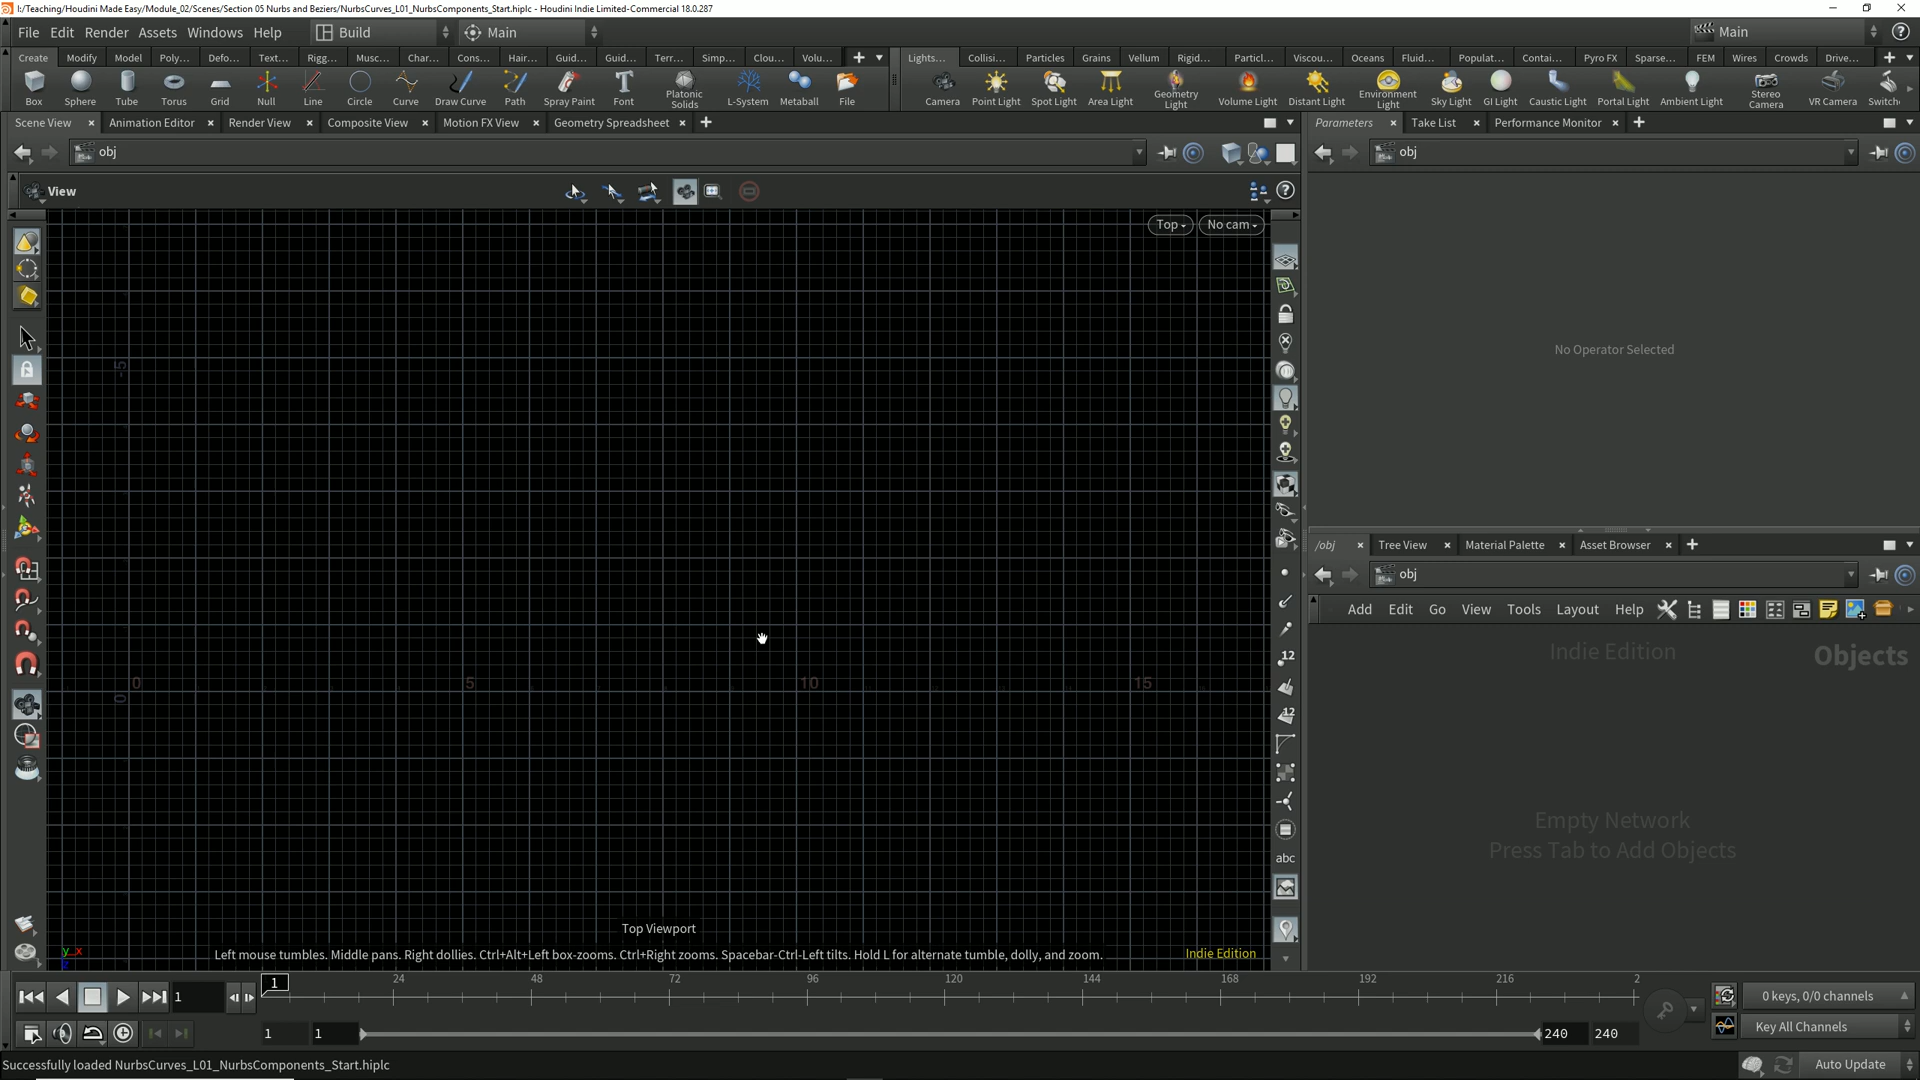 I:/Teaching/Houdini Made Easy/Module_02/Scenes/Section 05 Nurbs and Beziers/NurbsCurves_L01_NurbsComponents_Start.hiplc - Houdini Indie Limited-Commercial 18.0.287
File Edit Render Assets Windows Help Build Main Main
Create Modify Model Poly... Defo... Text... Rigg... Musc... Char... Cons... Hair... Guid... Guid... Terr... Simp... Clou... Volu... Lights... Collisi... Particles Grains Vellum Rigid... Particl... Viscou... Oceans Fluid... Populat... Contai... Pyro FX Sparse... FEM Wires Crowds Drive...
Box Sphere Tube Torus Grid Null Line Circle Curve Draw Curve Path Spray Paint Font Platonic Solids L-System Metaball File Camera Point Light Spot Light Area Light Geometry Light Volume Light Distant Light Environment Light Sky Light GI Light Caustic Light Portal Light Ambient Light Stereo Camera VR Camera Switch
Scene View Animation Editor Render View Composite View Motion FX View Geometry Spreadsheet Parameters Take List Performance Monitor
obj obj
View
Top No cam
No Operator Selected
-5
/obj Tree View Material Palette Asset Browser
obj
Add Edit Go View Tools Layout Help
Indie Edition Objects
12
0 5 10 15
0
12
Empty Network
Press Tab to Add Objects
abc
Top Viewport
y x
z
Left mouse tumbles. Middle pans. Right dollies. Ctrl+Alt+Left box-zooms. Ctrl+Right zooms. Spacebar-Ctrl-Left tilts. Hold L for alternate tumble, dolly, and zoom. Indie Edition
1 1 24 48 72 96 120 144 168 192 216 2 0 keys, 0/0 channels
1 1 240 240 Key All Channels
Successfully loaded NurbsCurves_L01_NurbsComponents_Start.hiplc Auto Update